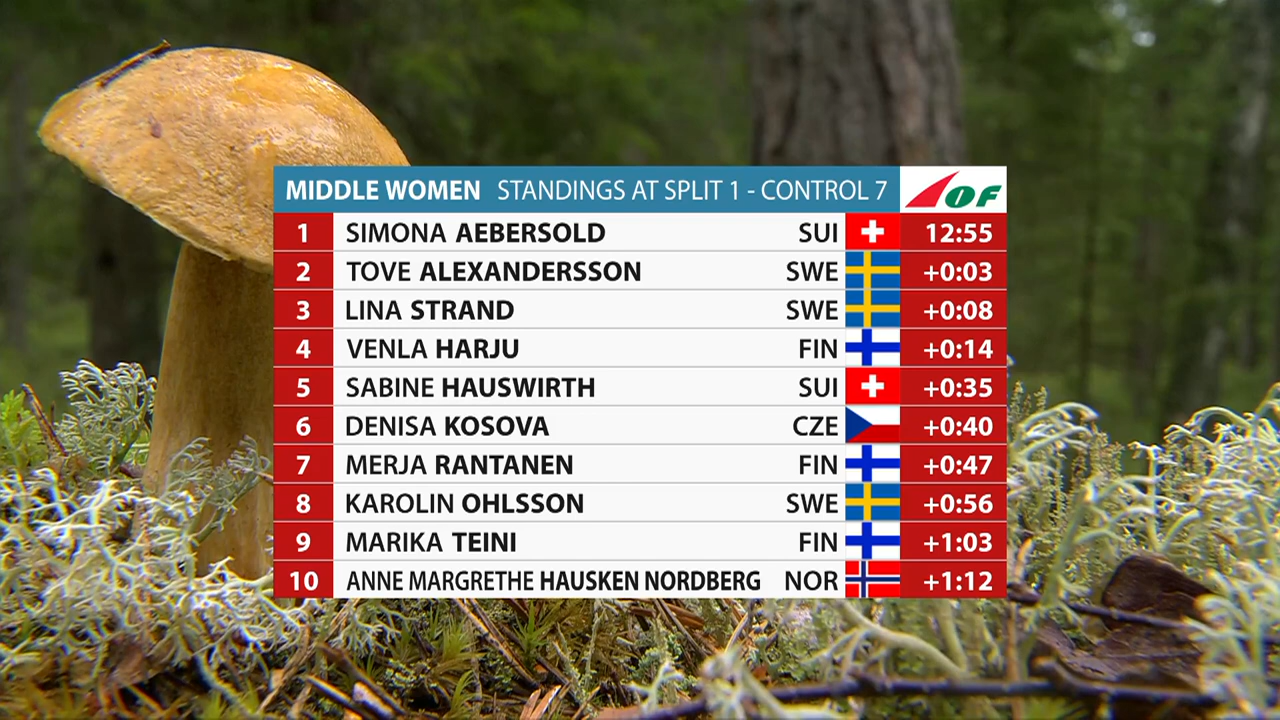 MIDDLE WOMEN STANDINGS AT SPLIT 1 - CONTROL 7 IOF
1 SIMONA AEBERSOLD SUI 12:55
2 TOVE ALEXANDERSSON SWE +0:03
3 LINA STRAND SWE +0:08
4 VENLA HARJU FIN +0:14
5 SABINE HAUSWIRTH SUI +0:35
6 DENISA KOSOVA CZE +0:40
7 MERJA RANTANEN FIN +0:47
8 KAROLIN OHLSSON SWE +0:56
9 MARIKA TEINI FIN +1:03
10 ANNE MARGRETHE HAUSKEN NORDBERG NOR +1:12